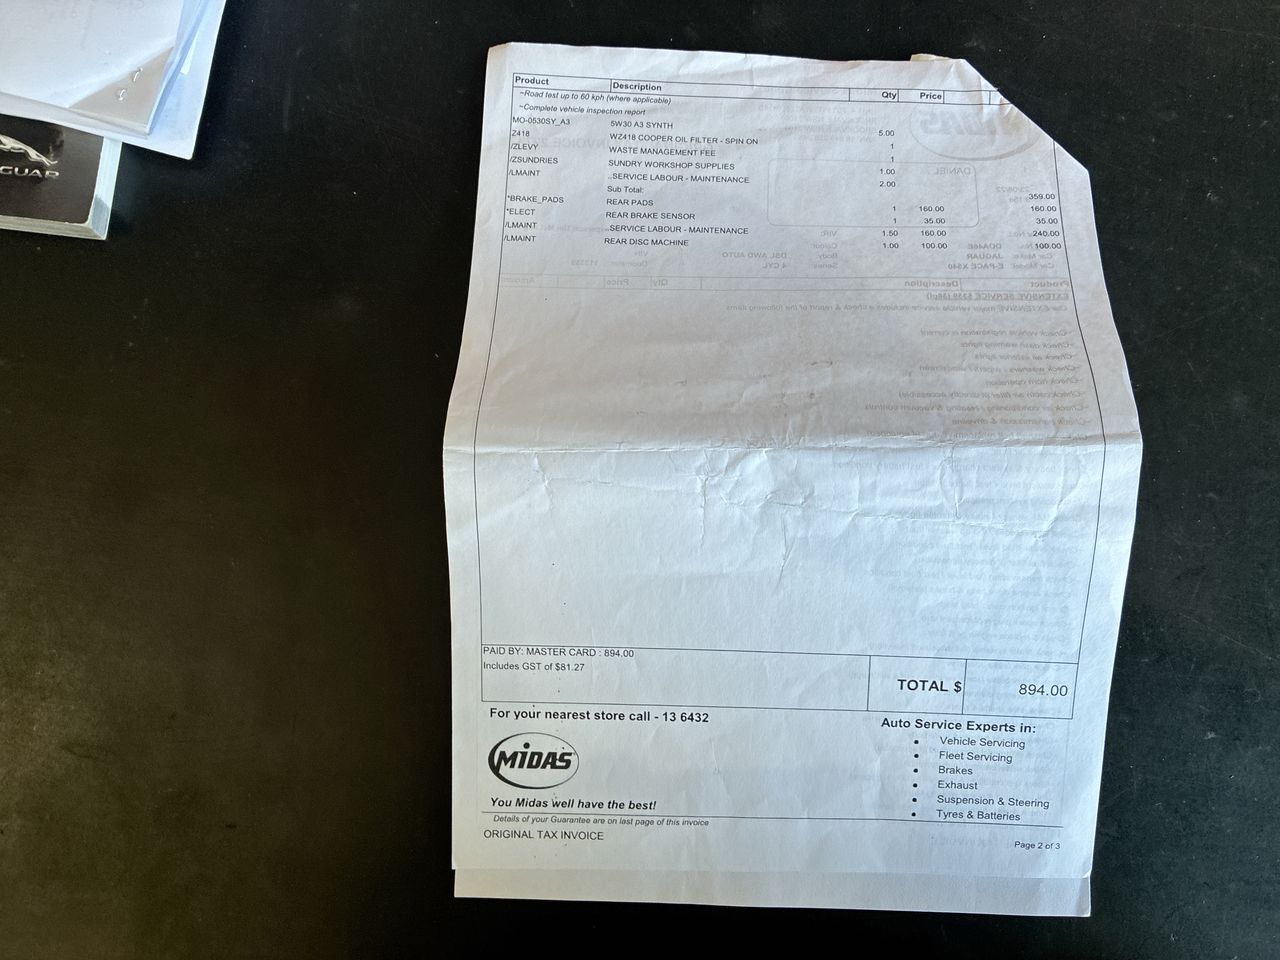 GUAR
Product Description Qty Price
~Road test up to 60 kph (where applicable)
~Complete vehicle inspection report
MO-0530SY_A3 5W30 A3 SYNTH 5.00
Z418 WZ418 COOPER OIL FILTER - SPIN ON 1
/ZLEVY WASTE MANAGEMENT FEE 1
/ZSUNDRIES SUNDRY WORKSHOP SUPPLIES 1.00
/LMAINT ..SERVICE LABOUR - MAINTENANCE 2.00
Sub Total: 359.00
*BRAKE_PADS REAR PADS 1 160.00 160.00
*ELECT REAR BRAKE SENSOR 1 35.00 35.00
/LMAINT ..SERVICE LABOUR - MAINTENANCE 1.50 160.00 240.00
/LMAINT REAR DISC MACHINE 1.00 100.00 100.00
PAID BY: MASTER CARD : 894.00
Includes GST of $81.27
TOTAL $ 894.00
For your nearest store call - 13 6432
MIDAS
You Midas well have the best!
Details of your Guarantee are on last page of this invoice
ORIGINAL TAX INVOICE
Auto Service Experts in:
• Vehicle Servicing
• Fleet Servicing
• Brakes
• Exhaust
• Suspension & Steering
• Tyres & Batteries
Page 2 of 3